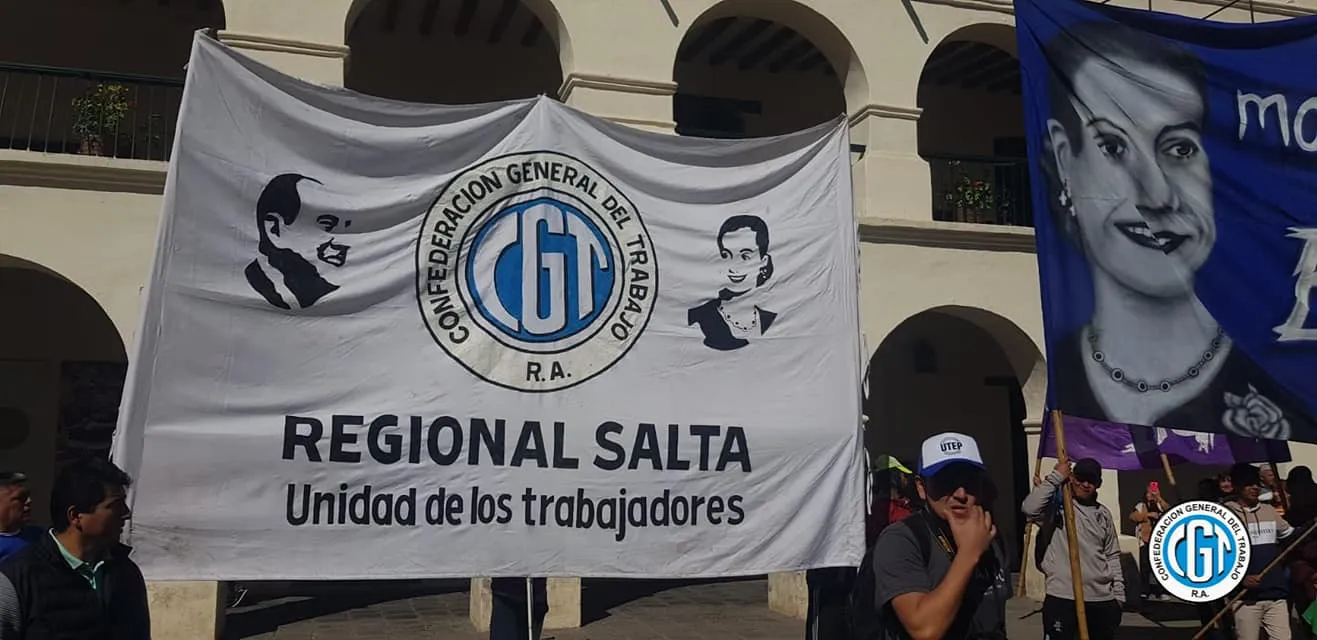 CONFEDERACION GENERAL DEL TRABAJO
CGT
R.A.
REGIONAL SALTA
Unidad de los trabajadores
UTEP
CONFEDERACION GENERAL DEL TRABAJO
CGT
R.A.